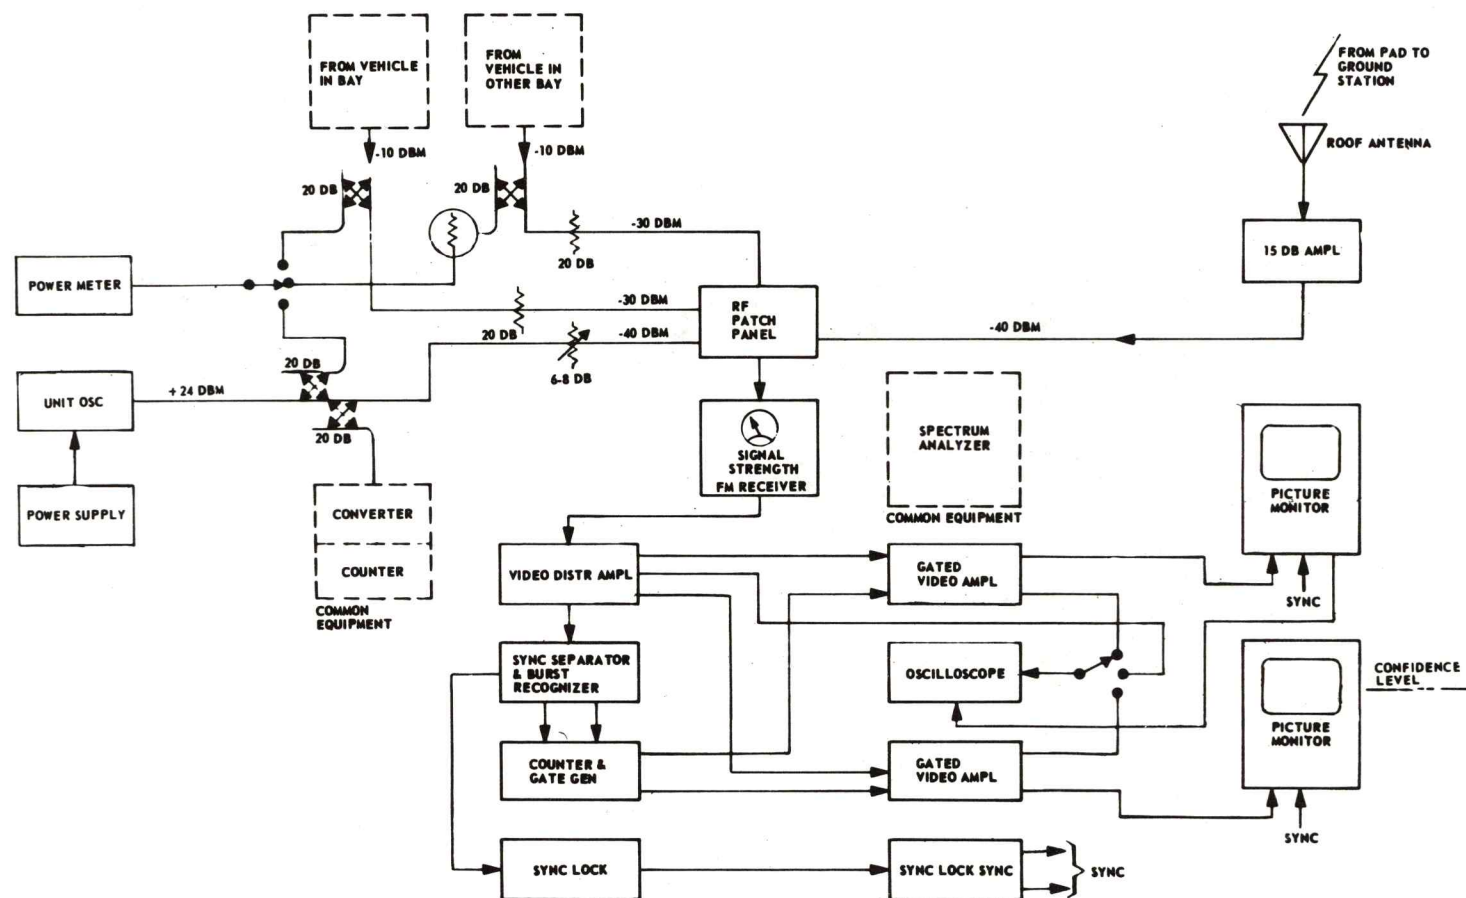 FROM VEHICLE
IN BAY
FROM
VEHICLE IN
OTHER BAY
FROM PAD TO
GROUND
STATION
ROOF ANTENNA
-10 DBM
-10 DBM
20 DB
20 DB
-30 DBM
20 DB
15 DB AMPL
POWER METER
-30 DBM
20 DB
RF
PATCH
PANEL
-40 DBM
-40 DBM
6-8 DB
20 DB
UNIT OSC
+24 DBM
20 DB
SIGNAL
STRENGTH
FM RECEIVER
SPECTRUM
ANALYZER
COMMON EQUIPMENT
PICTURE
MONITOR
SYNC
POWER SUPPLY
CONVERTER
COUNTER
COMMON
EQUIPMENT
VIDEO DISTR AMPL
GATED
VIDEO AMPL
SYNC SEPARATOR
& BURST
RECOGNIZER
OSCILLOSCOPE
CONFIDENCE
LEVEL
PICTURE
MONITOR
SYNC
COUNTER &
GATE GEN
GATED
VIDEO AMPL
SYNC LOCK
SYNC LOCK SYNC
SYNC